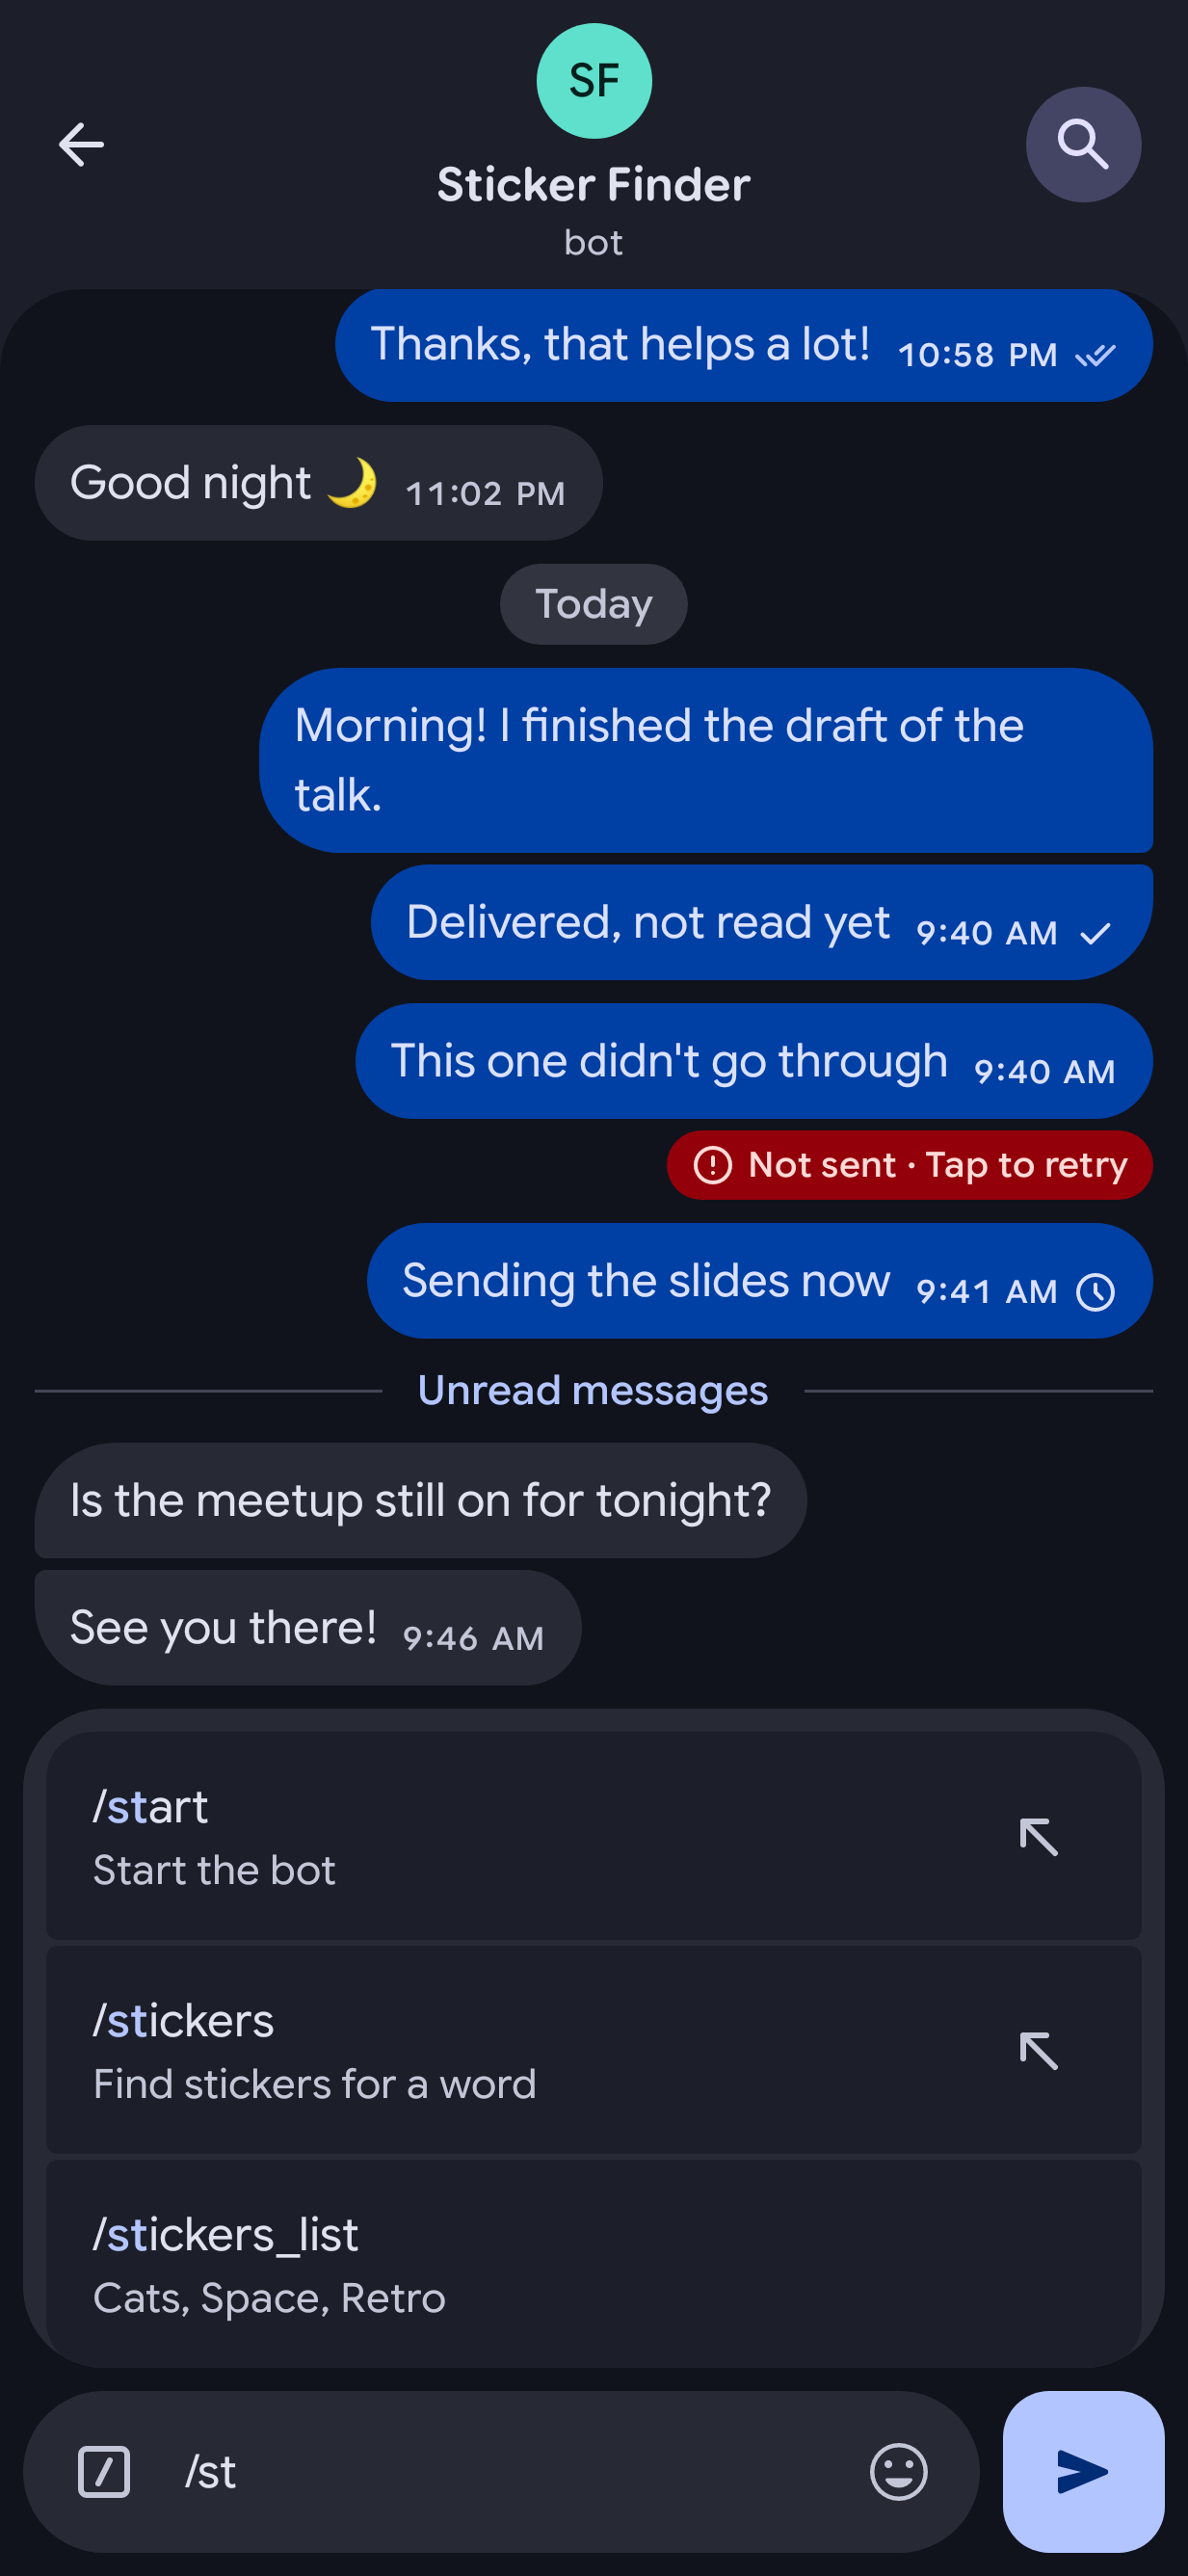 SF
Sticker Finder
bot
Thanks, that helps a lot! 10:58 PM
Good night 🌙 11:02 PM
Today
Morning! I finished the draft of the
talk.
Delivered, not read yet 9:40 AM
This one didn't go through 9:40 AM
Not sent · Tap to retry
Sending the slides now 9:41 AM
Unread messages
Is the meetup still on for tonight?
See you there! 9:46 AM
/start
Start the bot
/stickers
Find stickers for a word
/stickers_list
Cats, Space, Retro
/st